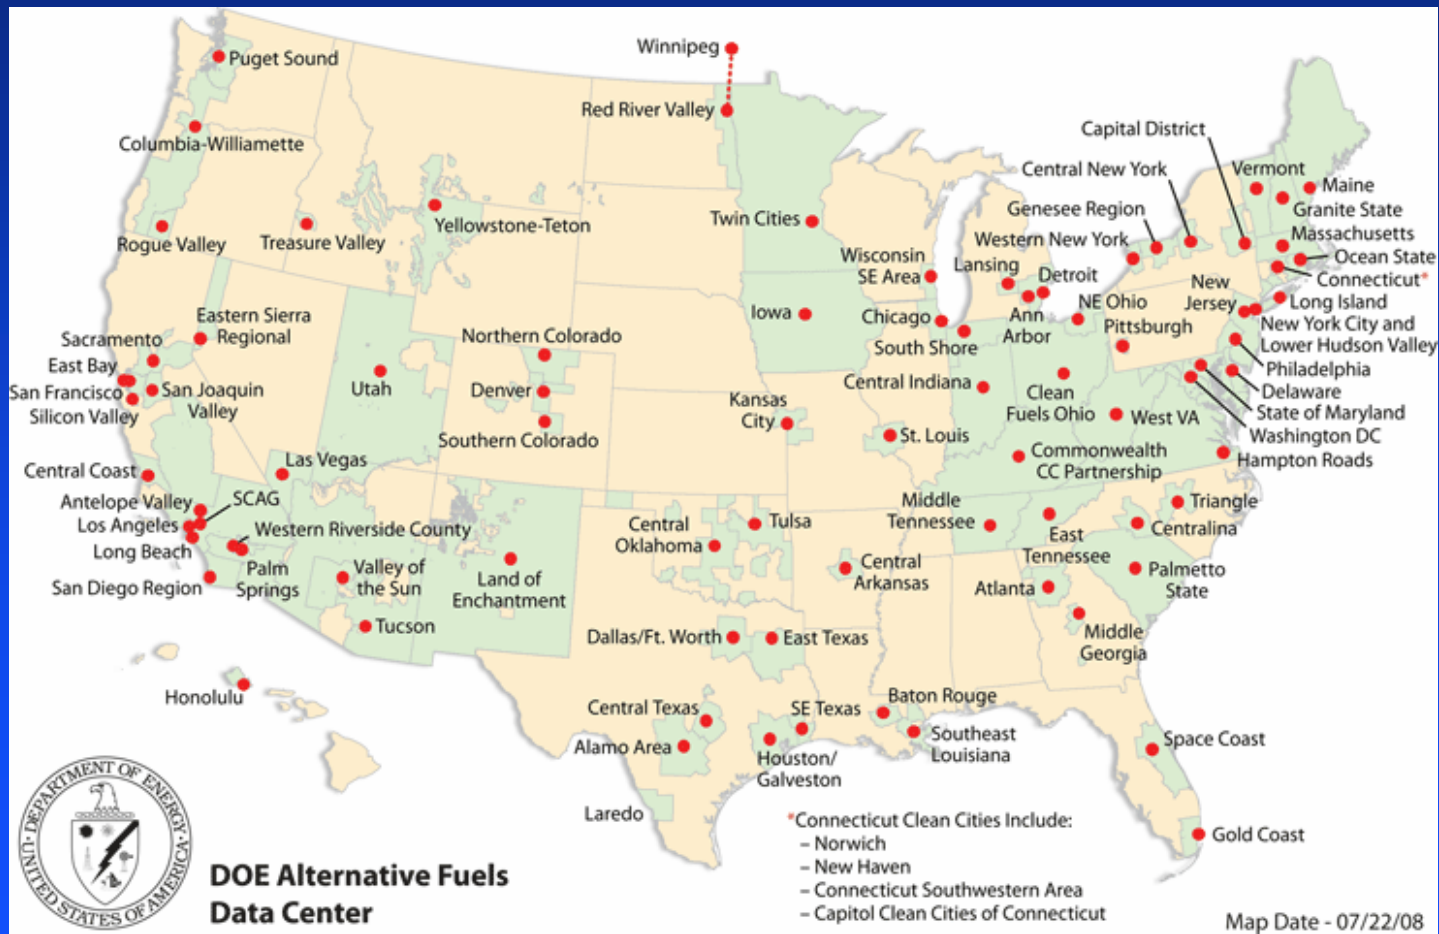 Winnipeg
Puget Sound
Red River Valley
Columbia-Williamette
Capital District
Central New York
Vermont
Maine
Yellowstone-Teton
Twin Cities
Genesee Region
Granite State
Rogue Valley
Treasure Valley
Western New York
Massachusetts
Wisconsin
SE Area
Lansing
Detroit
Ocean State
Connecticut*
New
Jersey
Long Island
Iowa
Chicago
Ann
Arbor
NE Ohio
Pittsburgh
New York City and
Lower Hudson Valley
Eastern Sierra
Regional
Sacramento
Northern Colorado
South Shore
East Bay
San Francisco
San Joaquin
Valley
Silicon Valley
Utah
Denver
Kansas
City
Central Indiana
Clean
Fuels Ohio
Philadelphia
Delaware
State of Maryland
West VA
Washington DC
Southern Colorado
St. Louis
Commonwealth
CC Partnership
Hampton Roads
Central Coast
Las Vegas
Antelope Valley
SCAG
Los Angeles
Western Riverside County
Long Beach
Palm
Springs
San Diego Region
Valley of
the Sun
Tucson
Land of
Enchantment
Central
Oklahoma
Tulsa
Middle
Tennessee
East
Tennessee
Triangle
Centralina
Central
Arkansas
Atlanta
Palmetto
State
Middle
Georgia
Dallas/Ft. Worth
East Texas
Honolulu
Central Texas
SE Texas
Baton Rouge
Alamo Area
Houston/
Galveston
Southeast
Louisiana
Space Coast
Laredo
Gold Coast
*Connecticut Clean Cities Include:
– Norwich
– New Haven
– Connecticut Southwestern Area
– Capitol Clean Cities of Connecticut
DEPARTMENT OF ENERGY
UNITED STATES OF AMERICA
DOE Alternative Fuels
Data Center
Map Date - 07/22/08